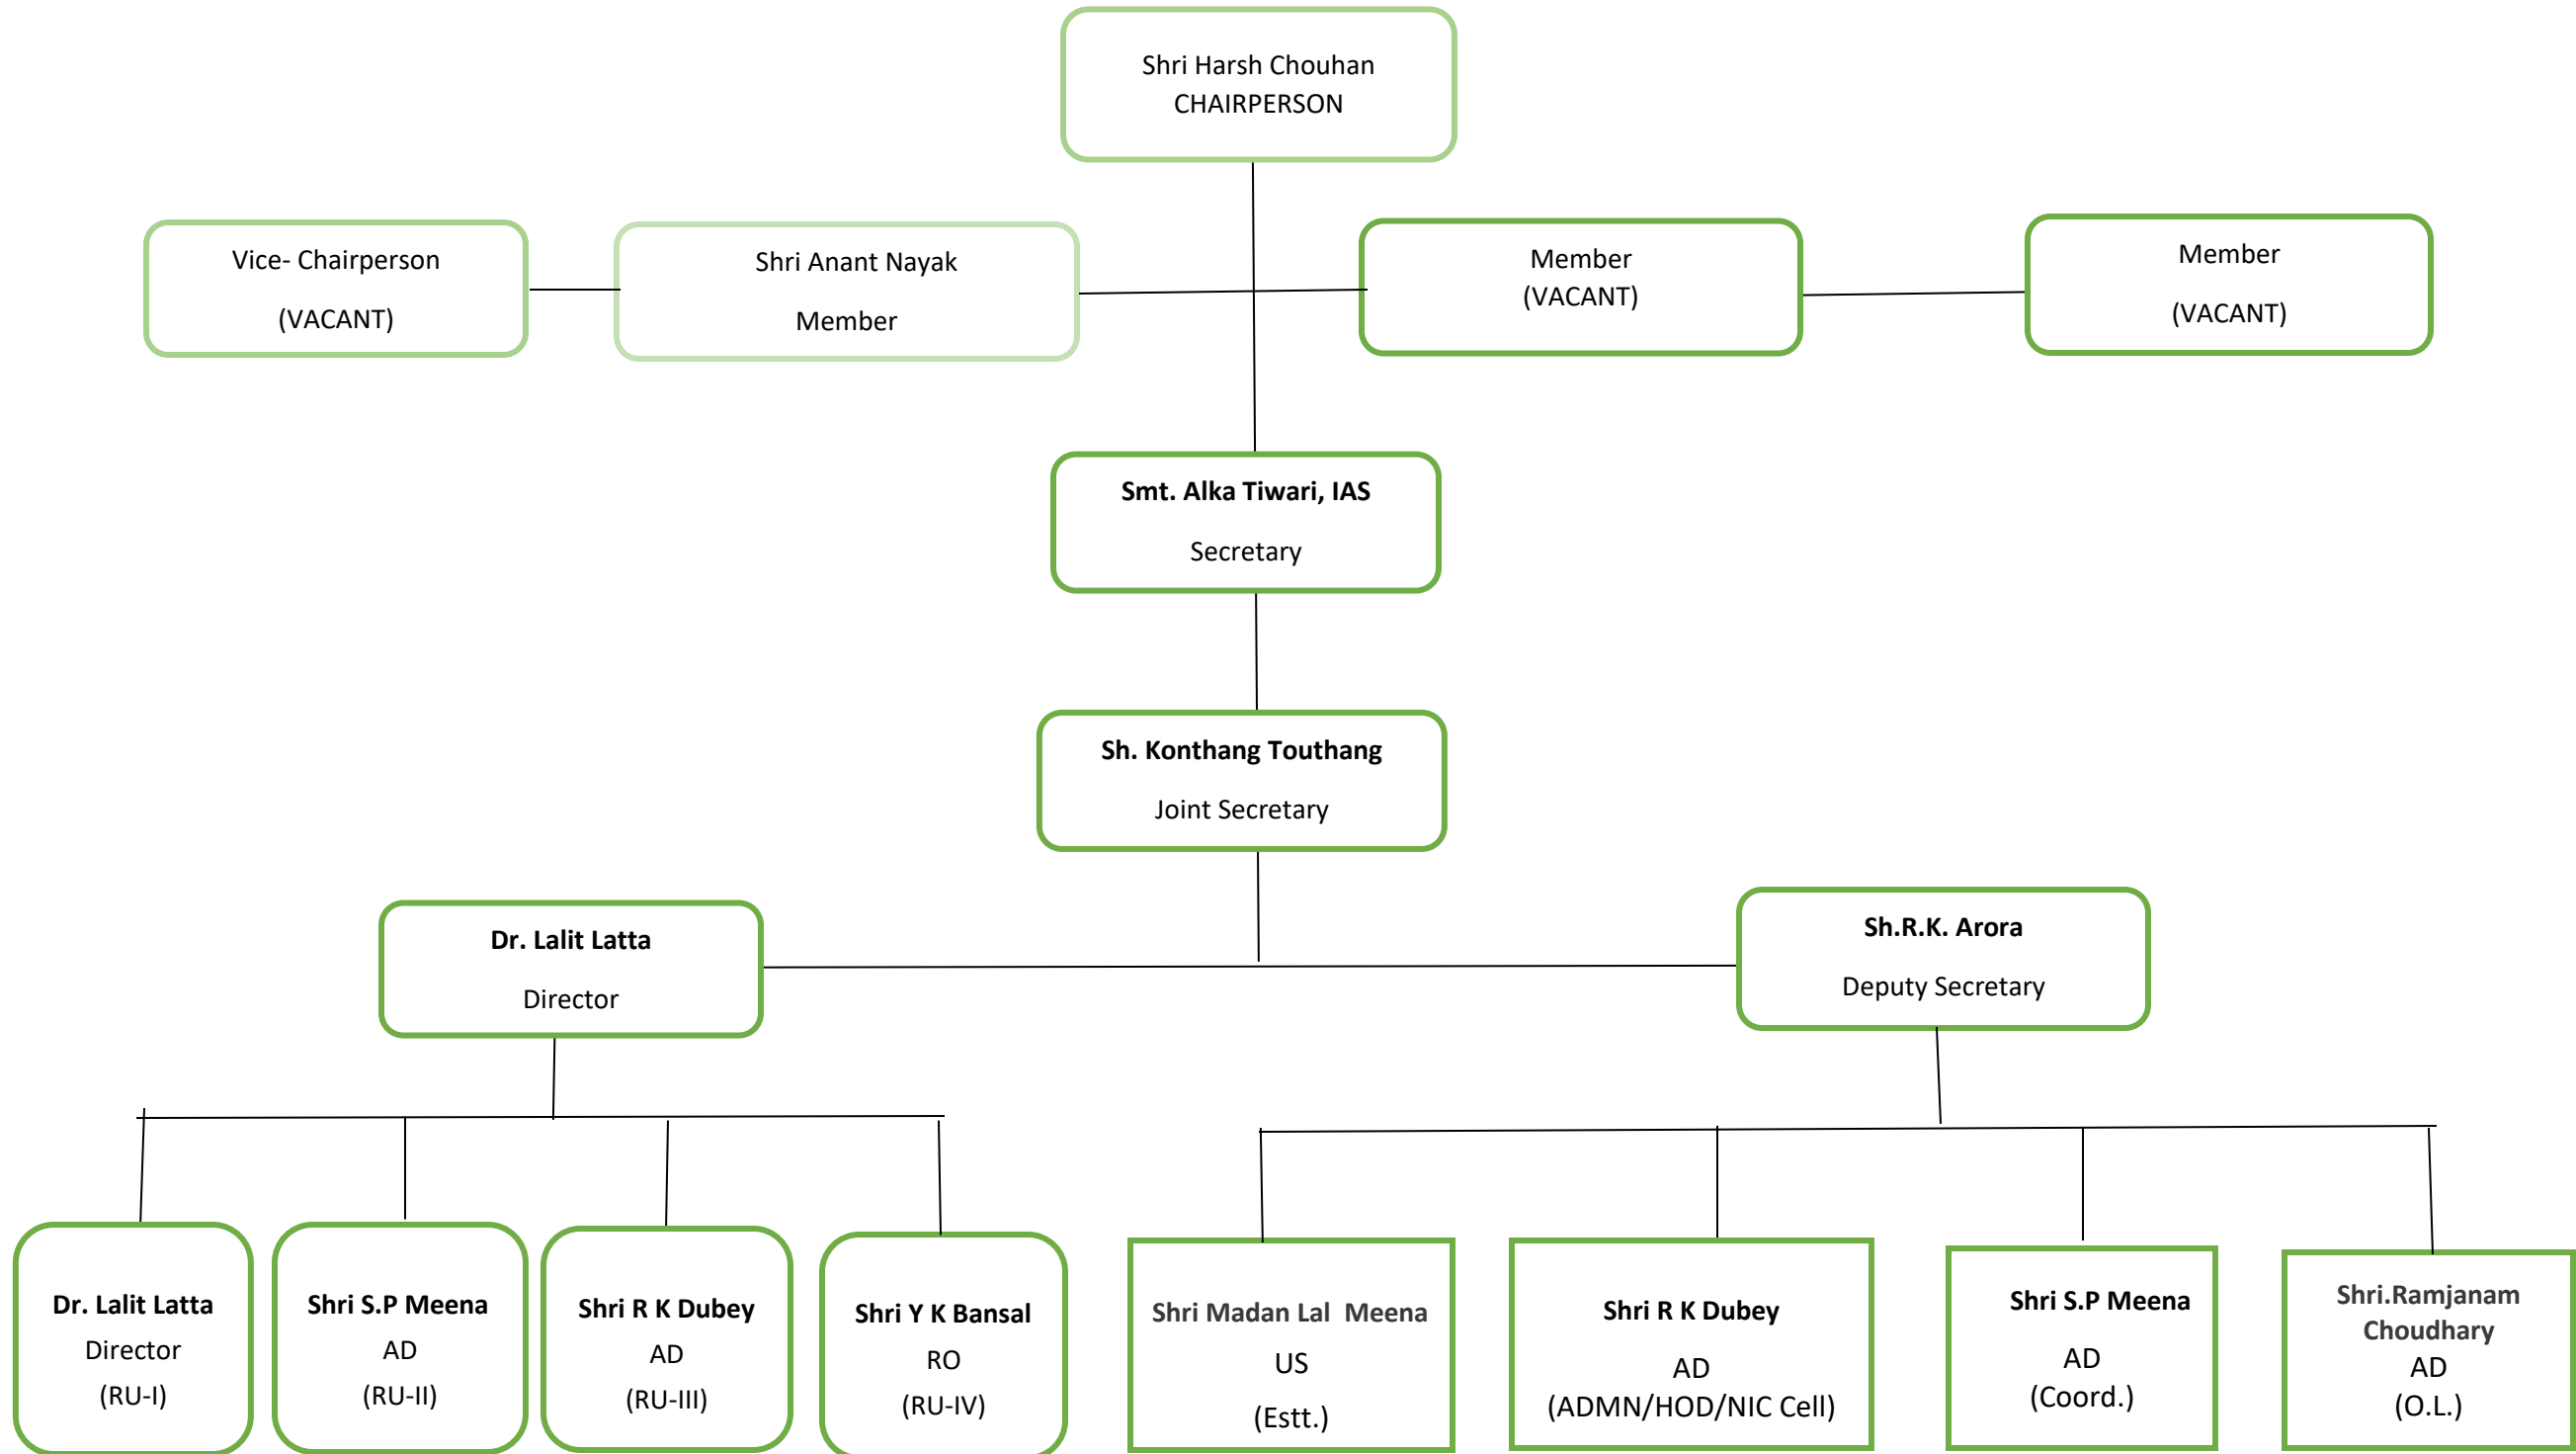 Shri Harsh Chouhan
CHAIRPERSON
Vice- Chairperson
(VACANT)
Shri Anant Nayak
Member
Member
(VACANT)
Member
(VACANT)
Smt. Alka Tiwari, IAS
Secretary
Sh. Konthang Touthang
Joint Secretary
Dr. Lalit Latta
Director
Sh.R.K. Arora
Deputy Secretary
Dr. Lalit Latta
Director
(RU-I)
Shri S.P Meena
AD
(RU-II)
Shri R K Dubey
AD
(RU-III)
Shri Y K Bansal
RO
(RU-IV)
Shri Madan Lal  Meena
US
(Estt.)
Shri R K Dubey
AD
(ADMN/HOD/NIC Cell)
Shri S.P Meena
AD
(Coord.)
Shri.Ramjanam
Choudhary
AD
(O.L.)